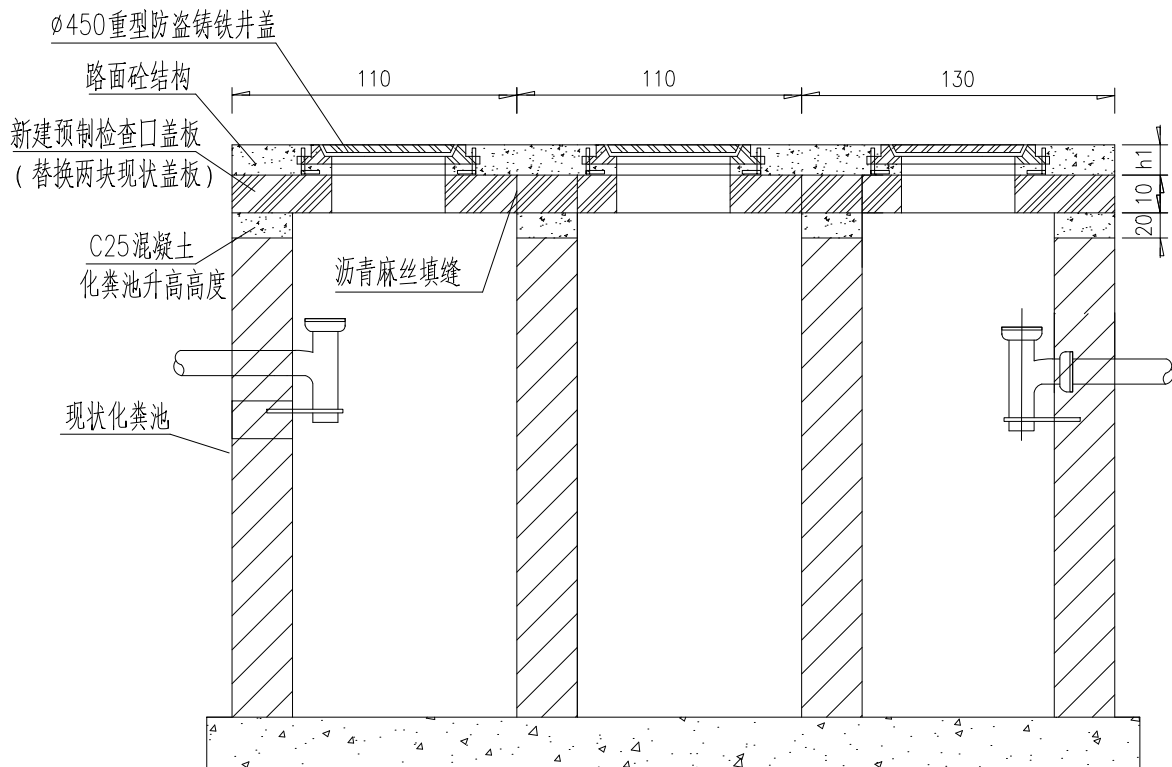 ø450重型防盗铸铁井盖
路面砼结构
110
110
130
新建预制检查口盖板
(替换两块现状盖板)
h1
10
20
C25混凝土
化粪池升高高度
沥青麻丝填缝
现状化粪池